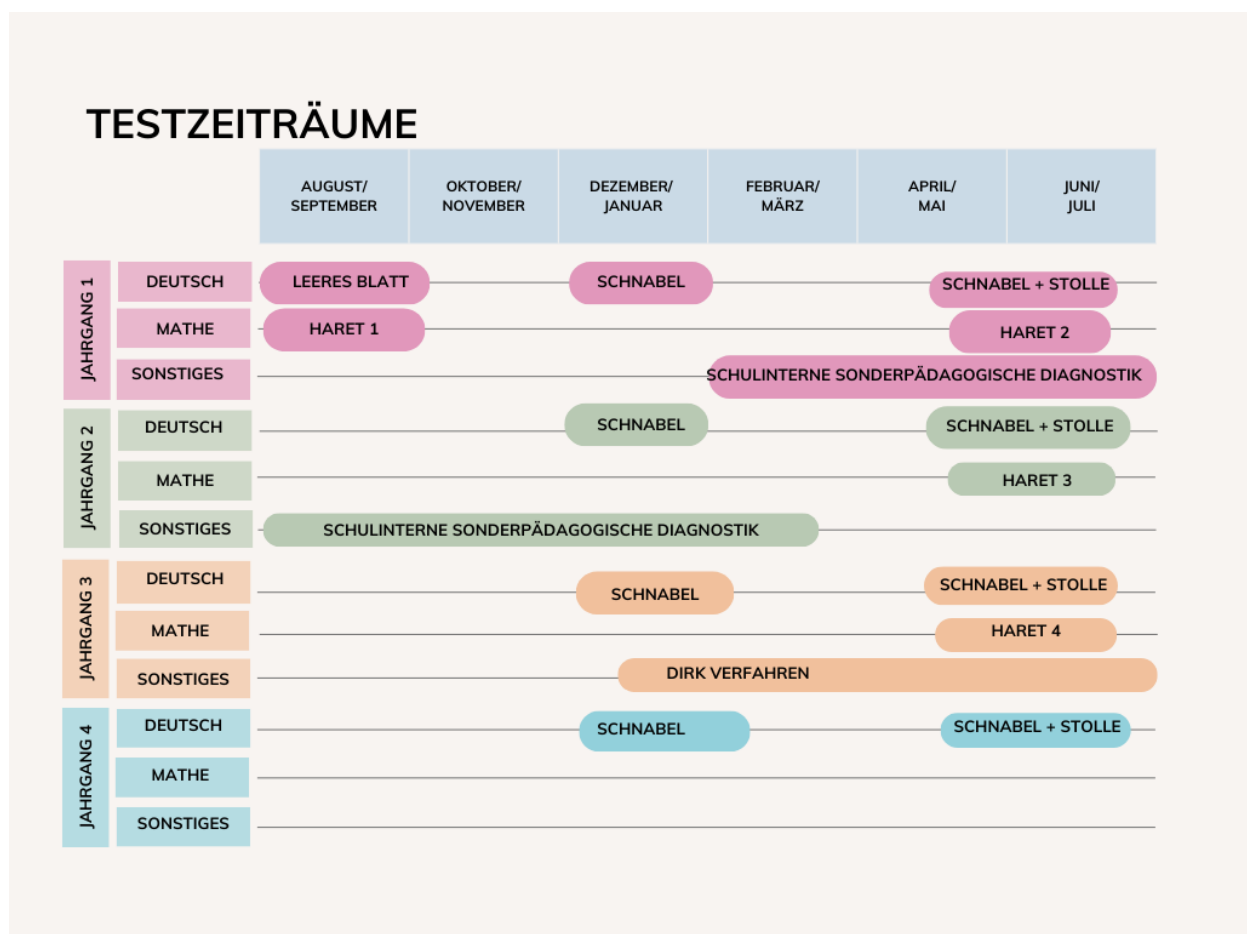 TESTZEITRÄUME
AUGUST/
SEPTEMBER
OKTOBER/
NOVEMBER
DEZEMBER/
JANUAR
FEBRUAR/
MÄRZ
APRIL/
MAI
JUNI/
JULI
JAHRGANG 1
DEUTSCH
LEERES BLATT
SCHNABEL
SCHNABEL + STOLLE
MATHE
HARET 1
HARET 2
SONSTIGES
SCHULINTERNE SONDERPÄDAGOGISCHE DIAGNOSTIK
JAHRGANG 2
DEUTSCH
SCHNABEL
SCHNABEL + STOLLE
MATHE
HARET 3
SONSTIGES
SCHULINTERNE SONDERPÄDAGOGISCHE DIAGNOSTIK
JAHRGANG 3
DEUTSCH
SCHNABEL
SCHNABEL + STOLLE
MATHE
HARET 4
SONSTIGES
DIRK VERFAHREN
JAHRGANG 4
DEUTSCH
SCHNABEL
SCHNABEL + STOLLE
MATHE
SONSTIGES